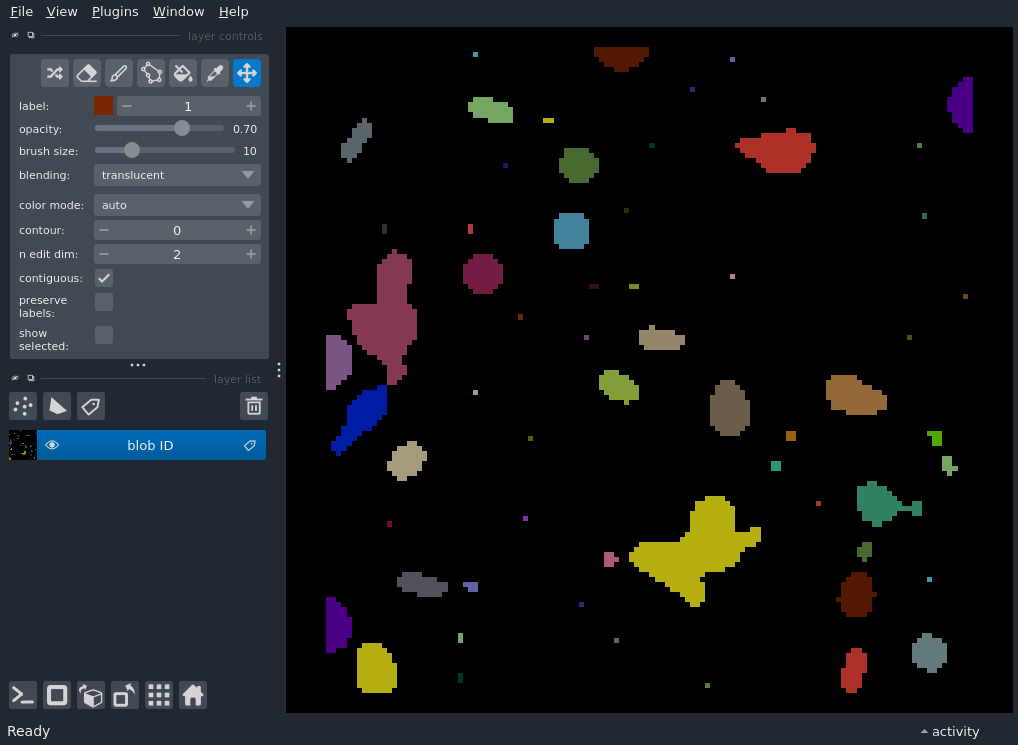 File View Plugins Window Help
layer controls
label: 1
opacity: 0.70
brush size: 10
blending: translucent
color mode: auto
contour: 0
n edit dim: 2
contiguous:
preserve
labels:
show
selected:
layer list
blob ID
Ready
activity